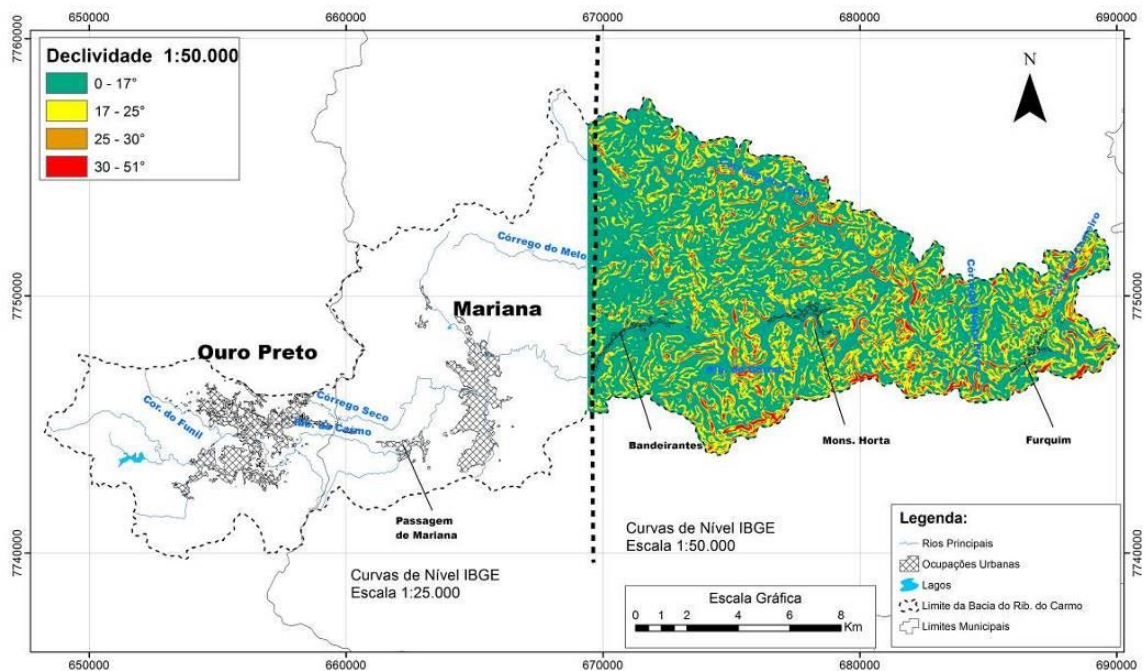 650000 660000 670000 680000 690000
7760000
7760000
Declividade 1:50.000
0 - 17°
17 - 25°
25 - 30°
30 - 51°
N
Córrego do Melo
7750000
7750000
Mariana
Ouro Preto
Cor. do Funil
Córrego Seco
do Carmo
Bandeirantes
Mons. Horta
Furquim
Passagem
de Mariana
Curvas de Nível IBGE
Escala 1:50.000
Curvas de Nível IBGE
Escala 1:25.000
7740000
7740000
Legenda:
Rios Principais
Ocupações Urbanas
Lagos
Limite da Bacia do Rib. do Carmo
Limites Municipais
Escala Gráfica
0 1 2 4 6 8
Km
650000 660000 670000 680000 690000